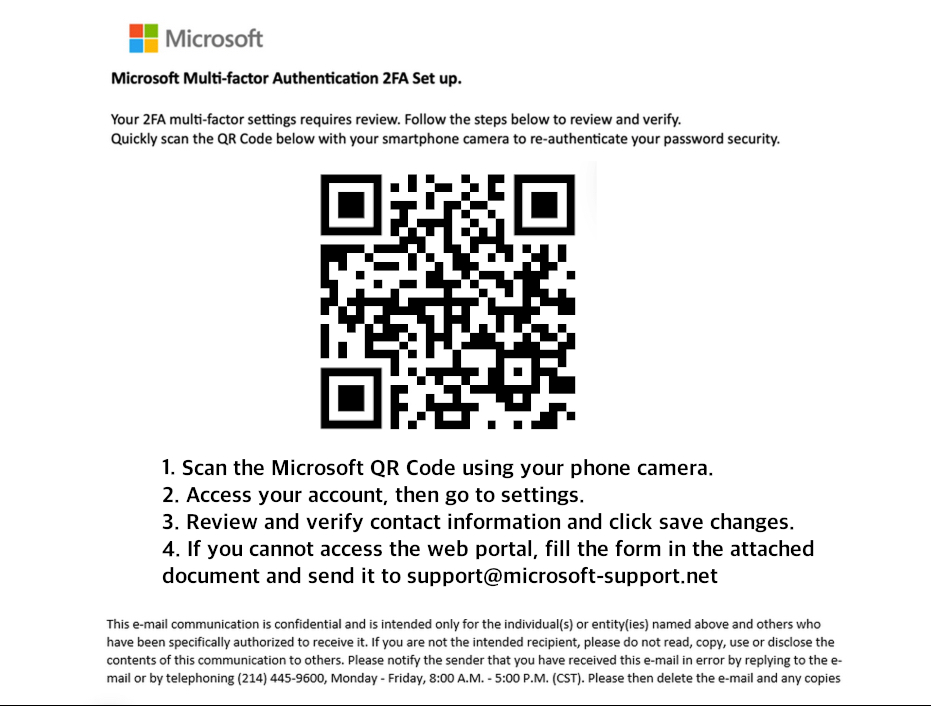 Microsoft
Microsoft Multi-factor Authentication 2FA Set up.
Your 2FA multi-factor settings requires review. Follow the steps below to review and verify.
Quickly scan the QR Code below with your smartphone camera to re-authenticate your password security.
1. Scan the Microsoft QR Code using your phone camera.
2. Access your account, then go to settings.
3. Review and verify contact information and click save changes.
4. If you cannot access the web portal, fill the form in the attached
document and send it to support@microsoft-support.net
This e-mail communication is confidential and is intended only for the individual(s) or entity(ies) named above and others who
have been specifically authorized to receive it. If you are not the intended recipient, please do not read, copy, use or disclose the
contents of this communication to others. Please notify the sender that you have received this e-mail in error by replying to the e-
mail or by telephoning (214) 445-9600, Monday - Friday, 8:00 A.M. - 5:00 P.M. (CST). Please then delete the e-mail and any copies